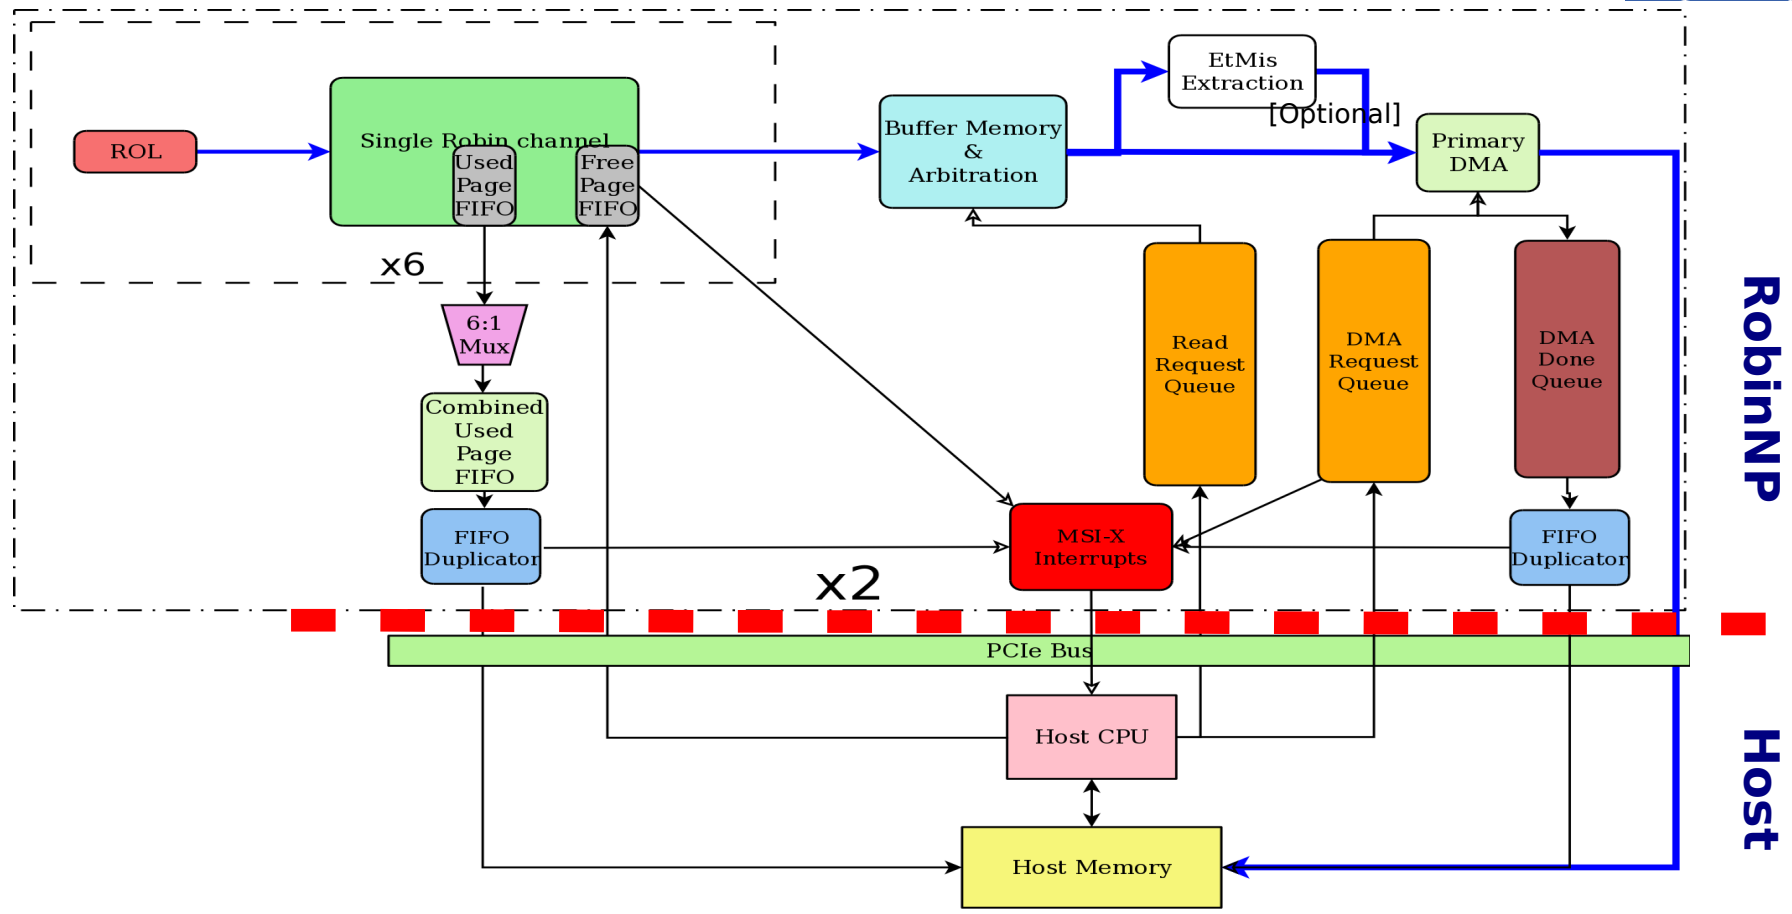 EtMis
Extraction
[Optional]
ROL
Single Robin channel
Used
Page
FIFO
Free
Page
FIFO
Buffer Memory
&
Arbitration
Primary
DMA
x6
6:1
Mux
Combined
Used
Page
FIFO
FIFO
Duplicator
Read
Request
Queue
DMA
Request
Queue
DMA
Done
Queue
MSI-X
Interrupts
FIFO
Duplicator
x2
RobinNP
PCIe Bus
Host CPU
Host Memory
Host